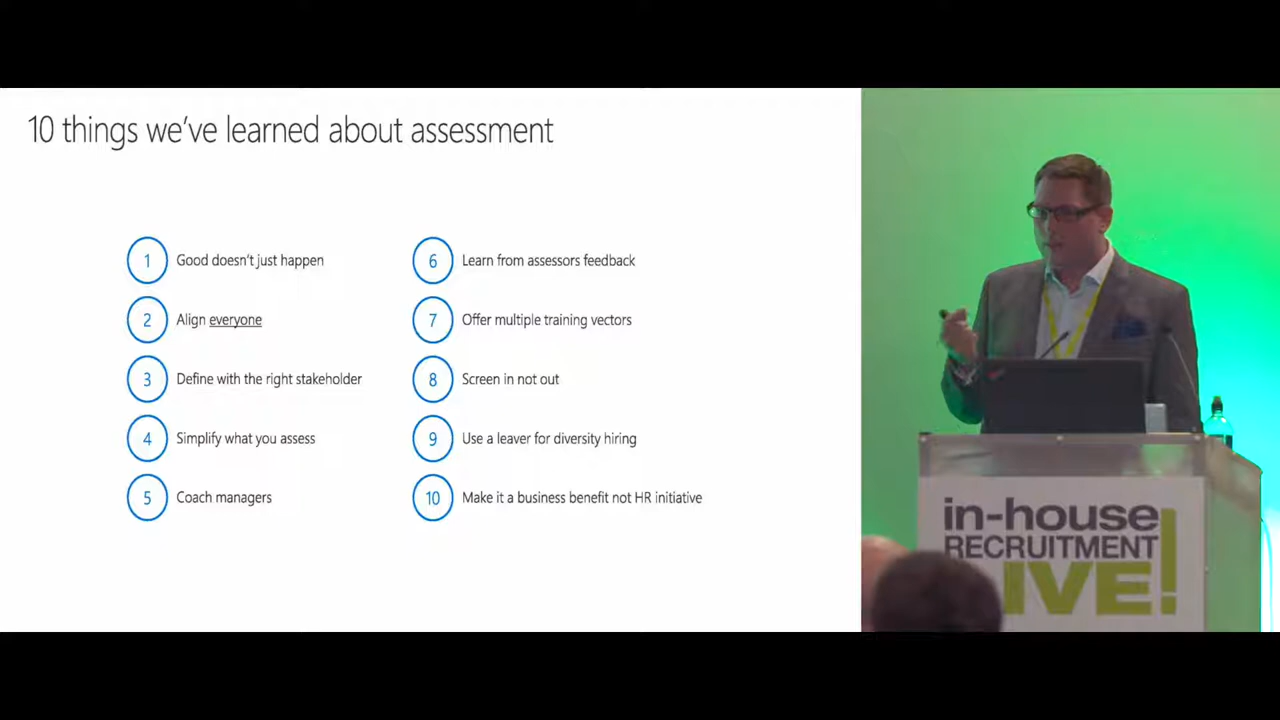 10 things we've learned about assessment
1 Good doesn't just happen
2 Align everyone
3 Define with the right stakeholder
4 Simplify what you assess
5 Coach managers
6 Learn from assessors feedback
7 Offer multiple training vectors
8 Screen in not out
9 Use a leaver for diversity hiring
10 Make it a business benefit not HR initiative
in-house
RECRUITMENT
IVE!